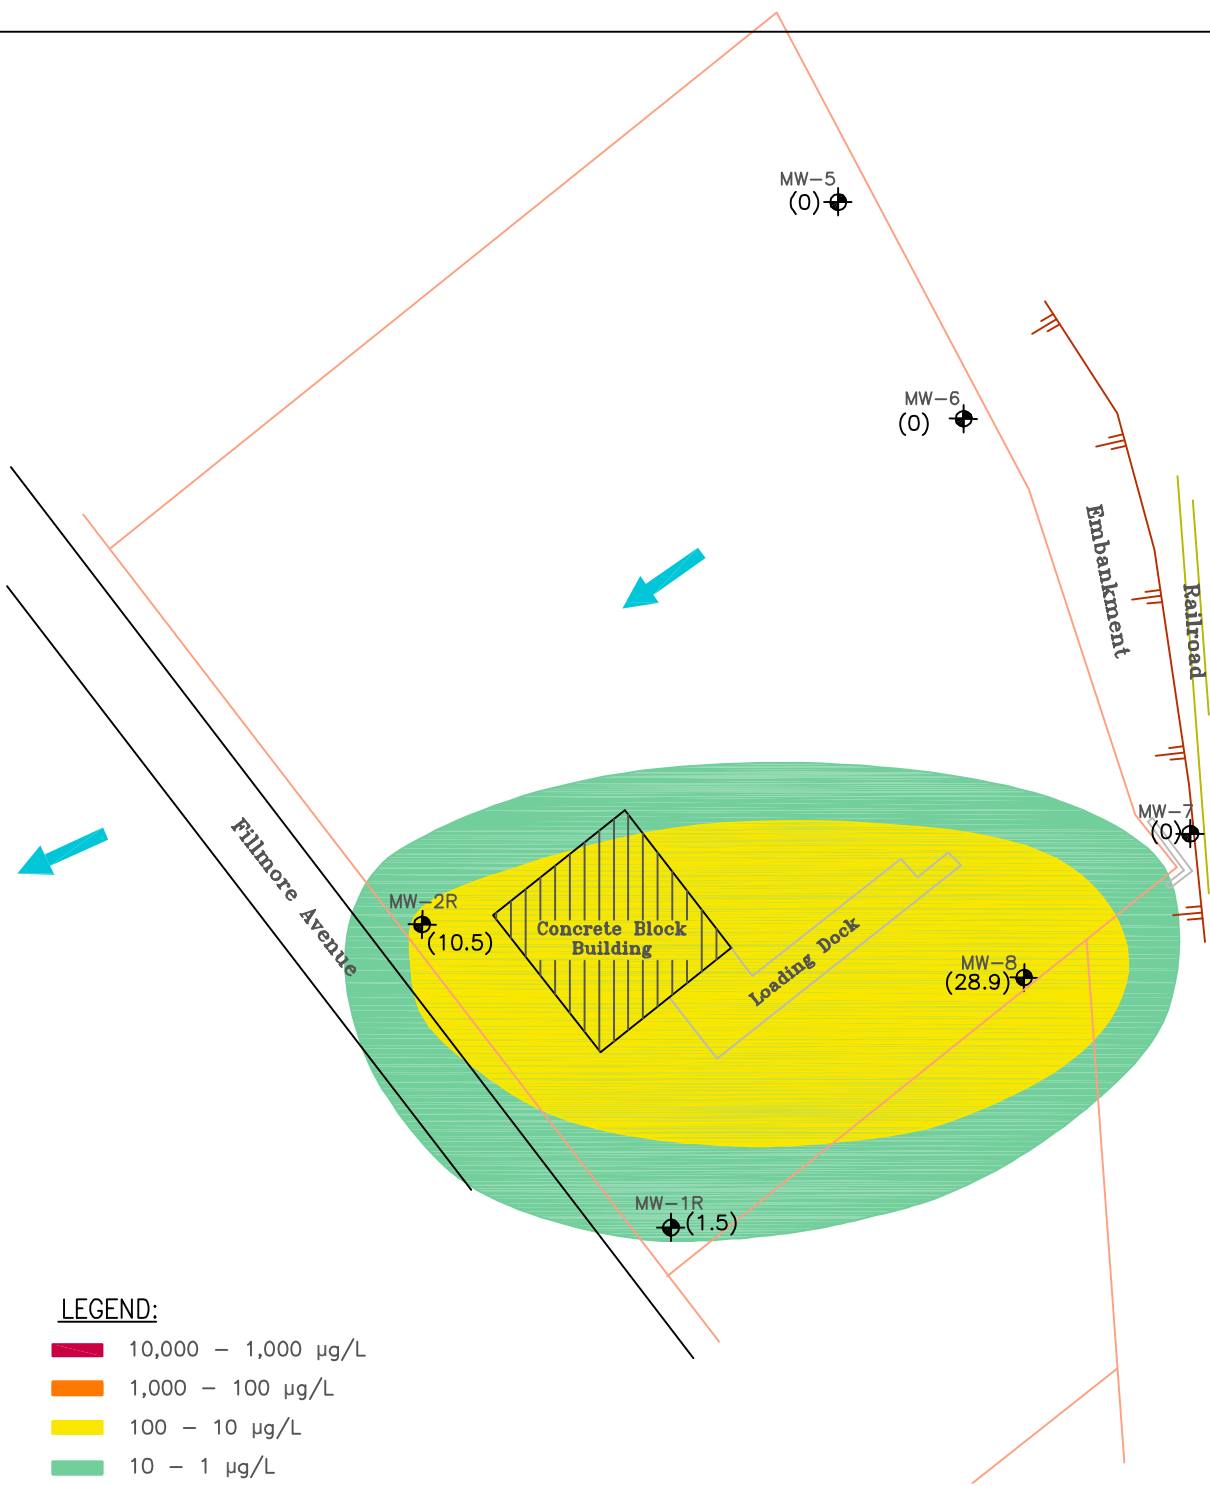 MW-5
(0)
MW-6
(0)
Embankment
Railroad
MW-7
(0)
Fillmore Avenue
MW-2R
(10.5)
Concrete Block
Building
Loading Dock
MW-8
(28.9)
MW-1R
(1.5)
LEGEND:
10,000 - 1,000 µg/L
1,000 - 100 µg/L
100 - 10 µg/L
10 - 1 µg/L